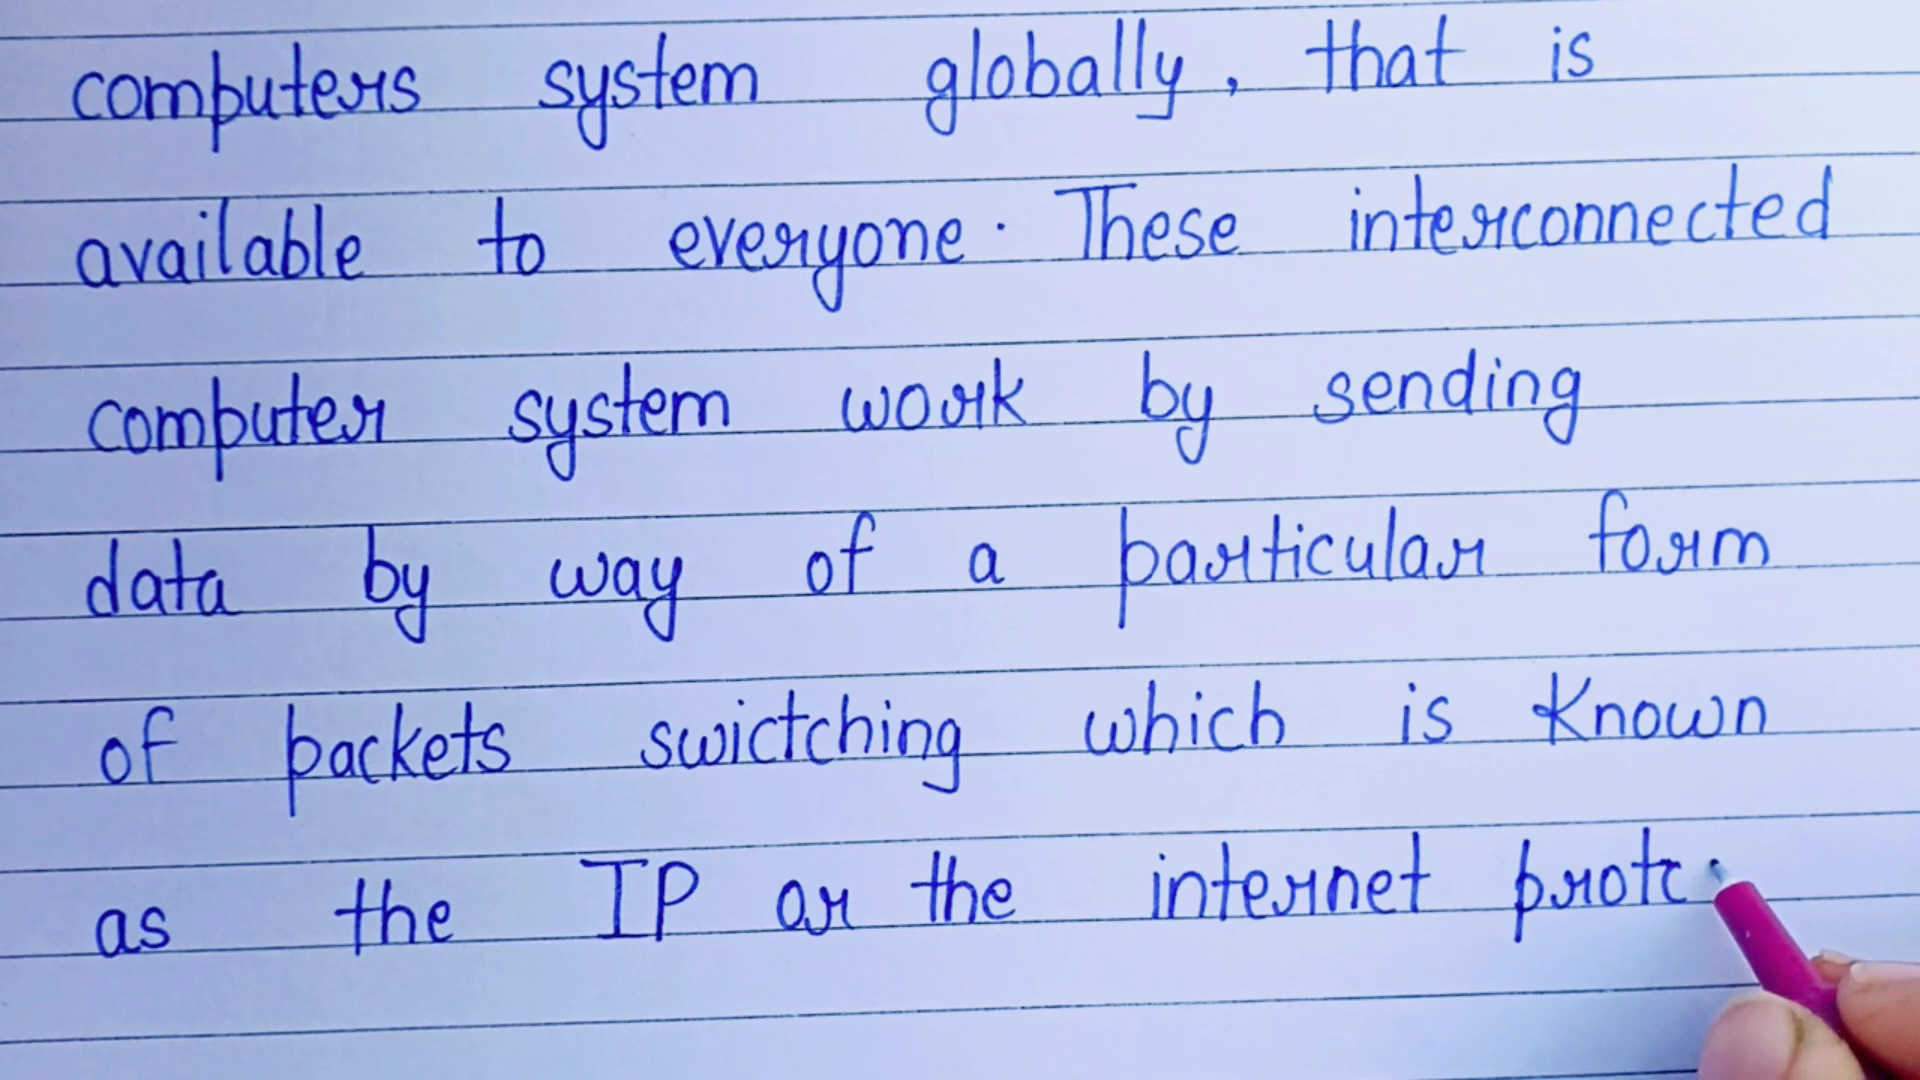 computers system globally, that is
available to everyone. These interconnected
computer system work by sending
data by way of a particular form
of packets swictching which is known
as the IP or the internet protc